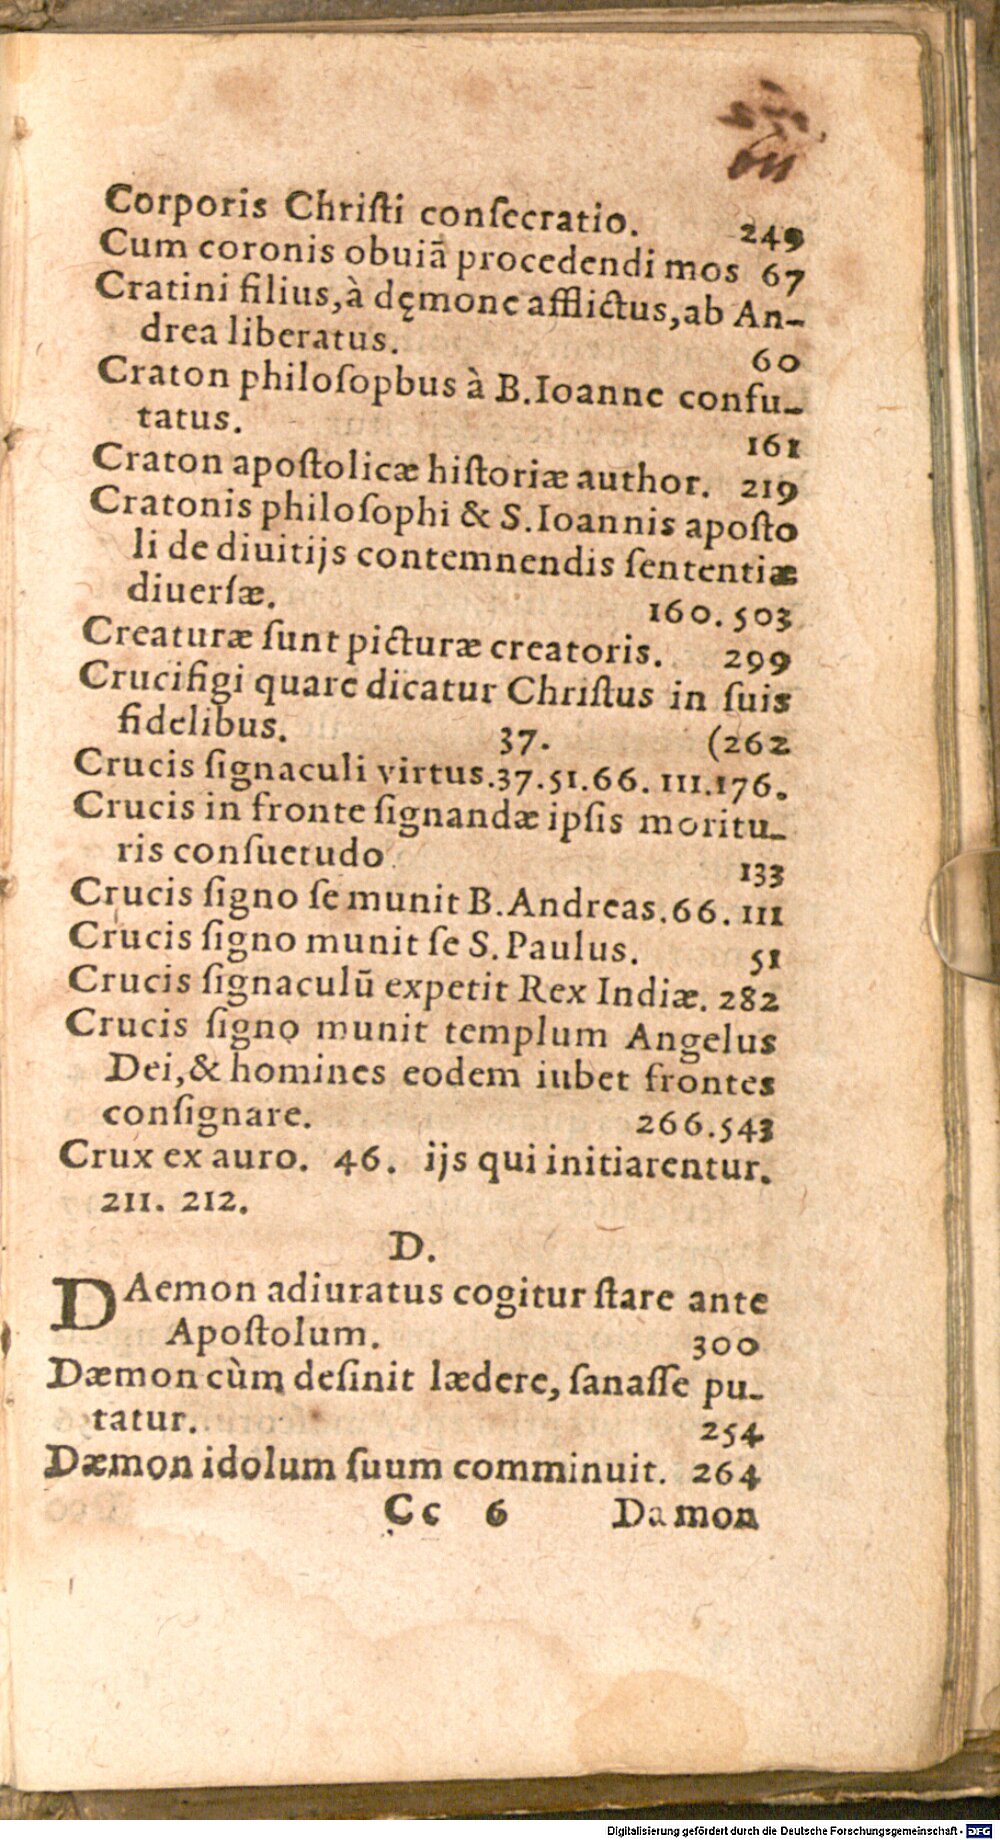 Corporis Chriſti conſecratio. 249
Cum coronis obuiā procedendi mos 67
Cratini filius,à dęmone afflictus,ab An-
drea liberatus. 60
Craton philoſopbus à B.Ioanne confu-
tatus. 161
Craton apoſtolicæ hiſtoriæ author. 219
Cratonis philoſophi & S.Ioannis apoſto
li de diuitijs contemnendis ſententiæ
diuerſæ. 160.503
Creaturæ ſunt picturæ creatoris. 299
Crucifigi quare dicatur Chriſtus in ſuis
fidelibus. 37. (262
Crucis ſignaculi virtus.37.51.66.111.176.
Crucis in fronte ſignandæ ipſis moritu-
ris conſuetudo 133
Crucis ſigno ſe munit B.Andreas.66.111
Crucis ſigno munit ſe S.Paulus. 51
Crucis ſignaculū expetit Rex Indiæ. 282
Crucis ſigno munit templum Angelus
Dei,& homines eodem iubet frontes
conſignare. 266.543
Crux ex auro. 46. ijs qui initiarentur.
211. 212.
D.
DAemon adiuratus cogitur ſtare ante
Apoſtolum. 300
Dæmon cùm deſinit lædere, ſanaſſe pu-
tatur. 254
Dæmon idolum ſuum comminuit. 264
Cc 6 Damon
Digitalisierung gefördert durch die Deutsche Forschungsgemeinschaft - DFG